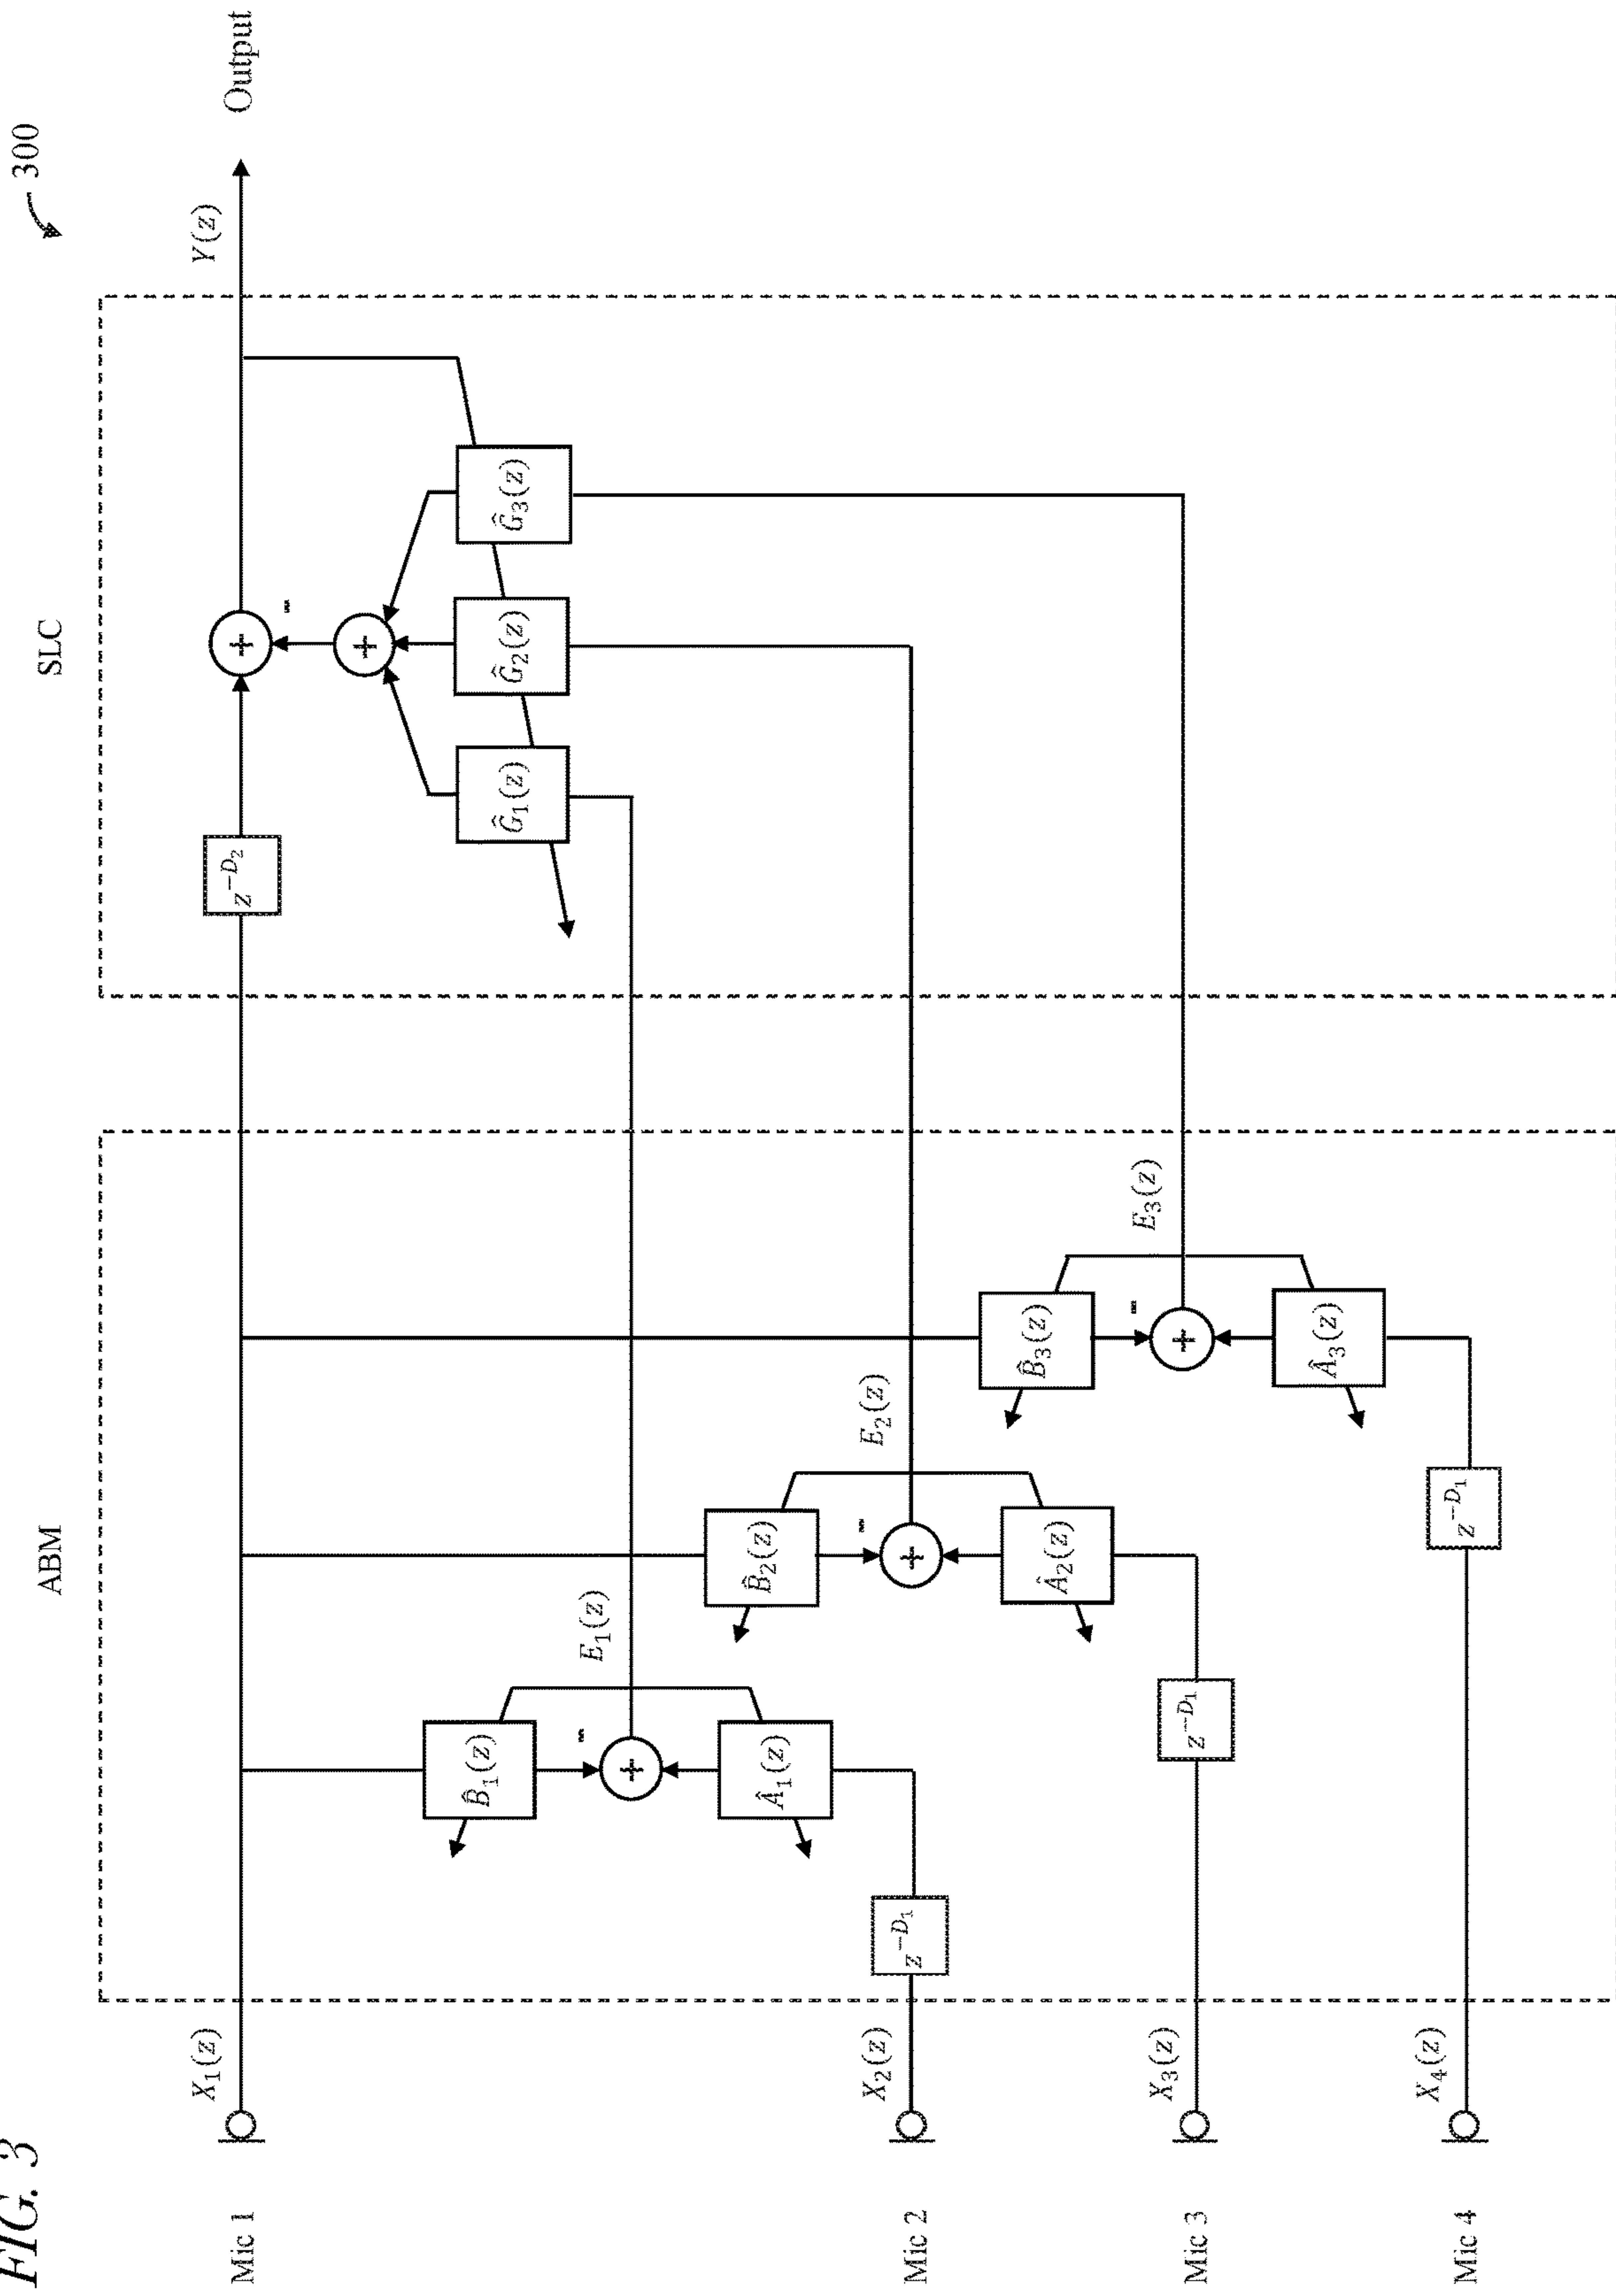 FIG. 3
300
ABM
SLC
Mic 1
X₁(z)
z⁻ᴰ²
Y(z)
Output
B̂₁(z)
-
+
E₁(z)
Â₁(z)
z⁻ᴰ¹
Mic 2
X₂(z)
B̂₂(z)
-
+
E₂(z)
Â₂(z)
z⁻ᴰ¹
Mic 3
X₃(z)
B̂₃(z)
-
+
E₃(z)
Â₃(z)
z⁻ᴰ¹
Mic 4
X₄(z)
+
-
+
Ĝ₁(z)
Ĝ₂(z)
Ĝ₃(z)